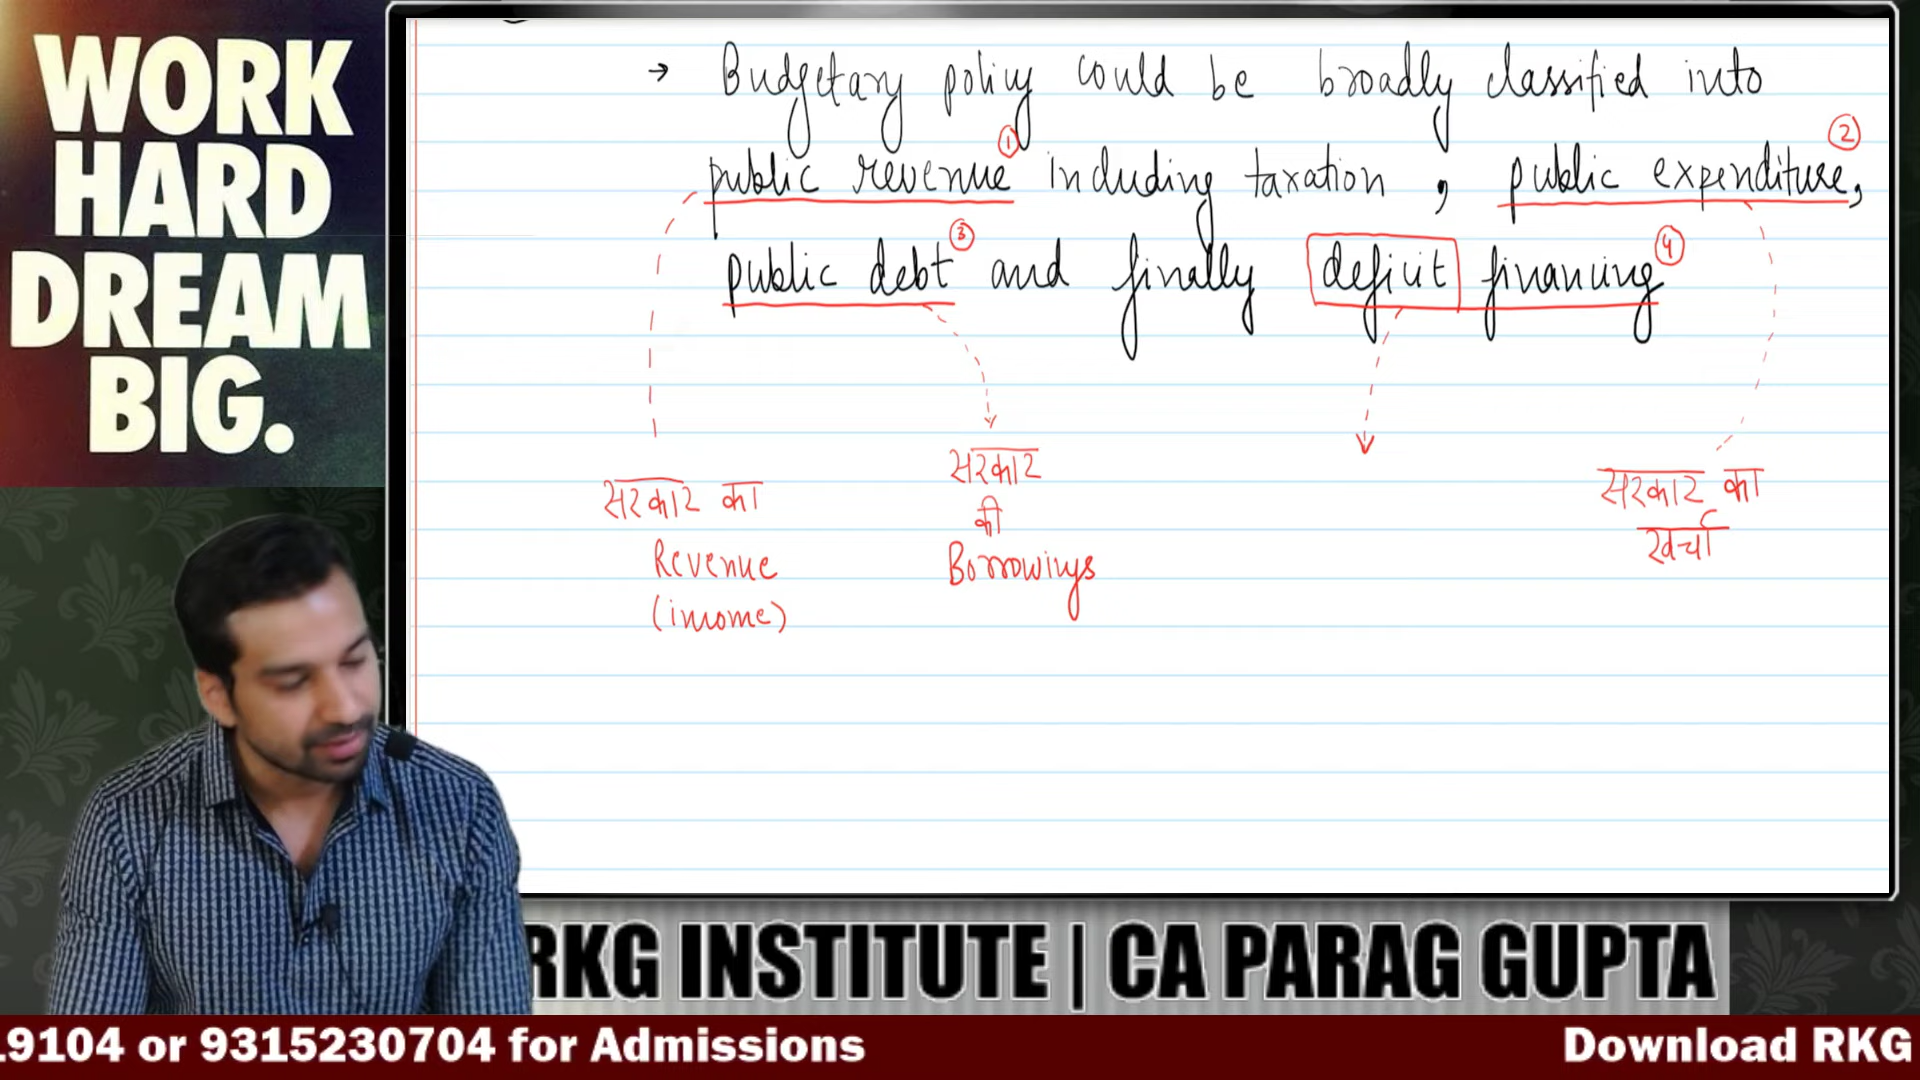 WORK
HARD
DREAM
BIG.
→ Budgetary policy could be broadly classified into
public revenue ① including taxation , public expenditure, ②
public debt ③ and finally deficit financing ④
सरकार का
Revenue
(income)
सरकार
की
Borrowings
सरकार का
खर्चा
RKG INSTITUTE | CA PARAG GUPTA
19104 or 9315230704 for Admissions
Download RKG